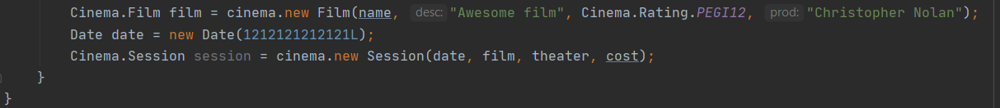 Cinema.Film film = cinema.new Film(name, desc: "Awesome film", Cinema.Rating.PEGI12, prod: "Christopher Nolan");
Date date = new Date(1212121212121L);
Cinema.Session session = cinema.new Session(date, film, theater, cost);
}
}